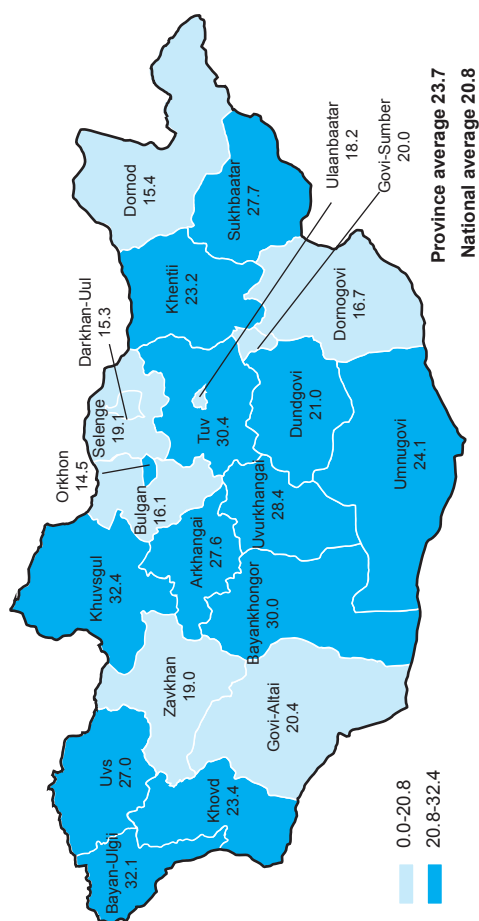 Dornod
15.4
Sukhbaatar
27.7
Khentii
23.2
Ulaanbaatar
18.2
Govi-Sumber
20.0
Dornogovi
16.7
Darkhan-Uul
15.3
Selenge
19.1
Tuv
30.4
Dundgovi
21.0
Umnugovi
24.1
Orkhon
14.5
Bulgan
16.1
Arkhangai
27.6
Uvurkhangai
28.4
Khuvsgul
32.4
Bayankhongor
30.0
Zavkhan
19.0
Govi-Altai
20.4
Uvs
27.0
Khovd
23.4
Bayan-Ulgii
32.1
Province average 23.7
National average 20.8
0.0-20.8
20.8-32.4